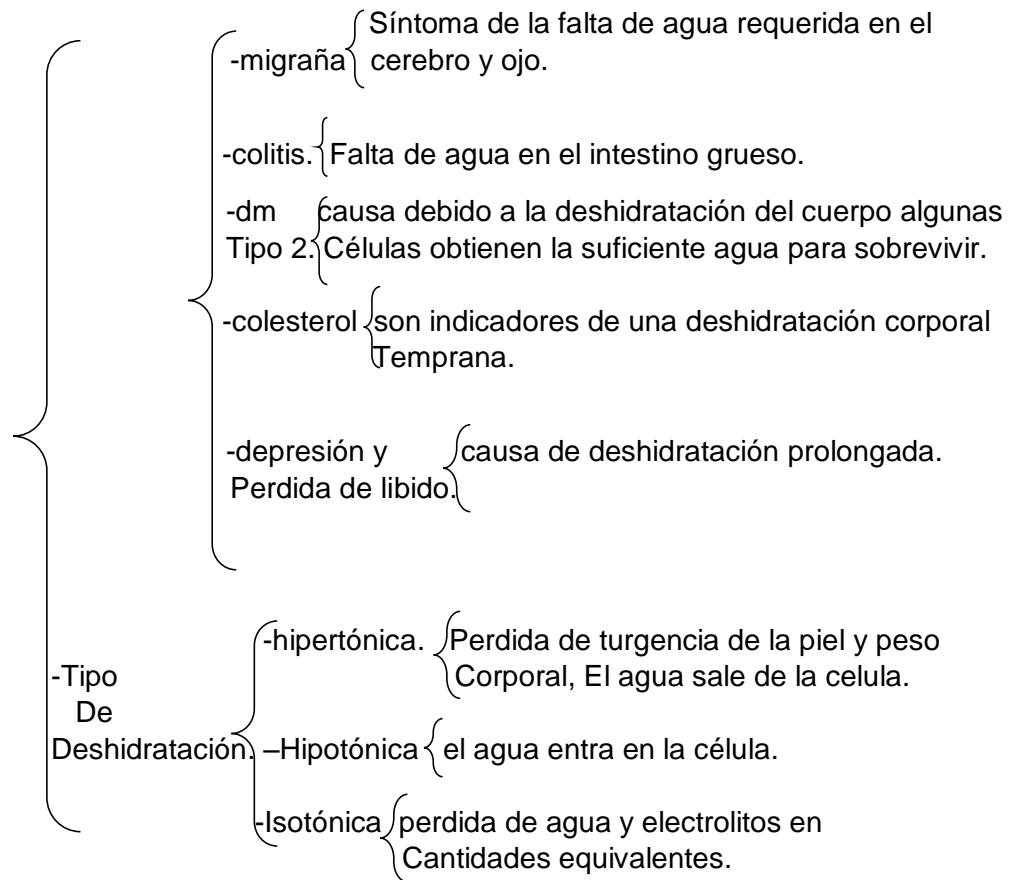 Síntoma de la falta de agua requerida en el
-migraña cerebro y ojo.
-colitis. Falta de agua en el intestino grueso.
-dm causa debido a la deshidratación del cuerpo algunas
Tipo 2. Células obtienen la suficiente agua para sobrevivir.
-colesterol son indicadores de una deshidratación corporal
Temprana.
-depresión y causa de deshidratación prolongada.
Perdida de libido.
-hipertónica. Perdida de turgencia de la piel y peso
-Tipo Corporal, El agua sale de la celula.
De
Deshidratación. –Hipotónica el agua entra en la célula.
-Isotónica perdida de agua y electrolitos en
Cantidades equivalentes.